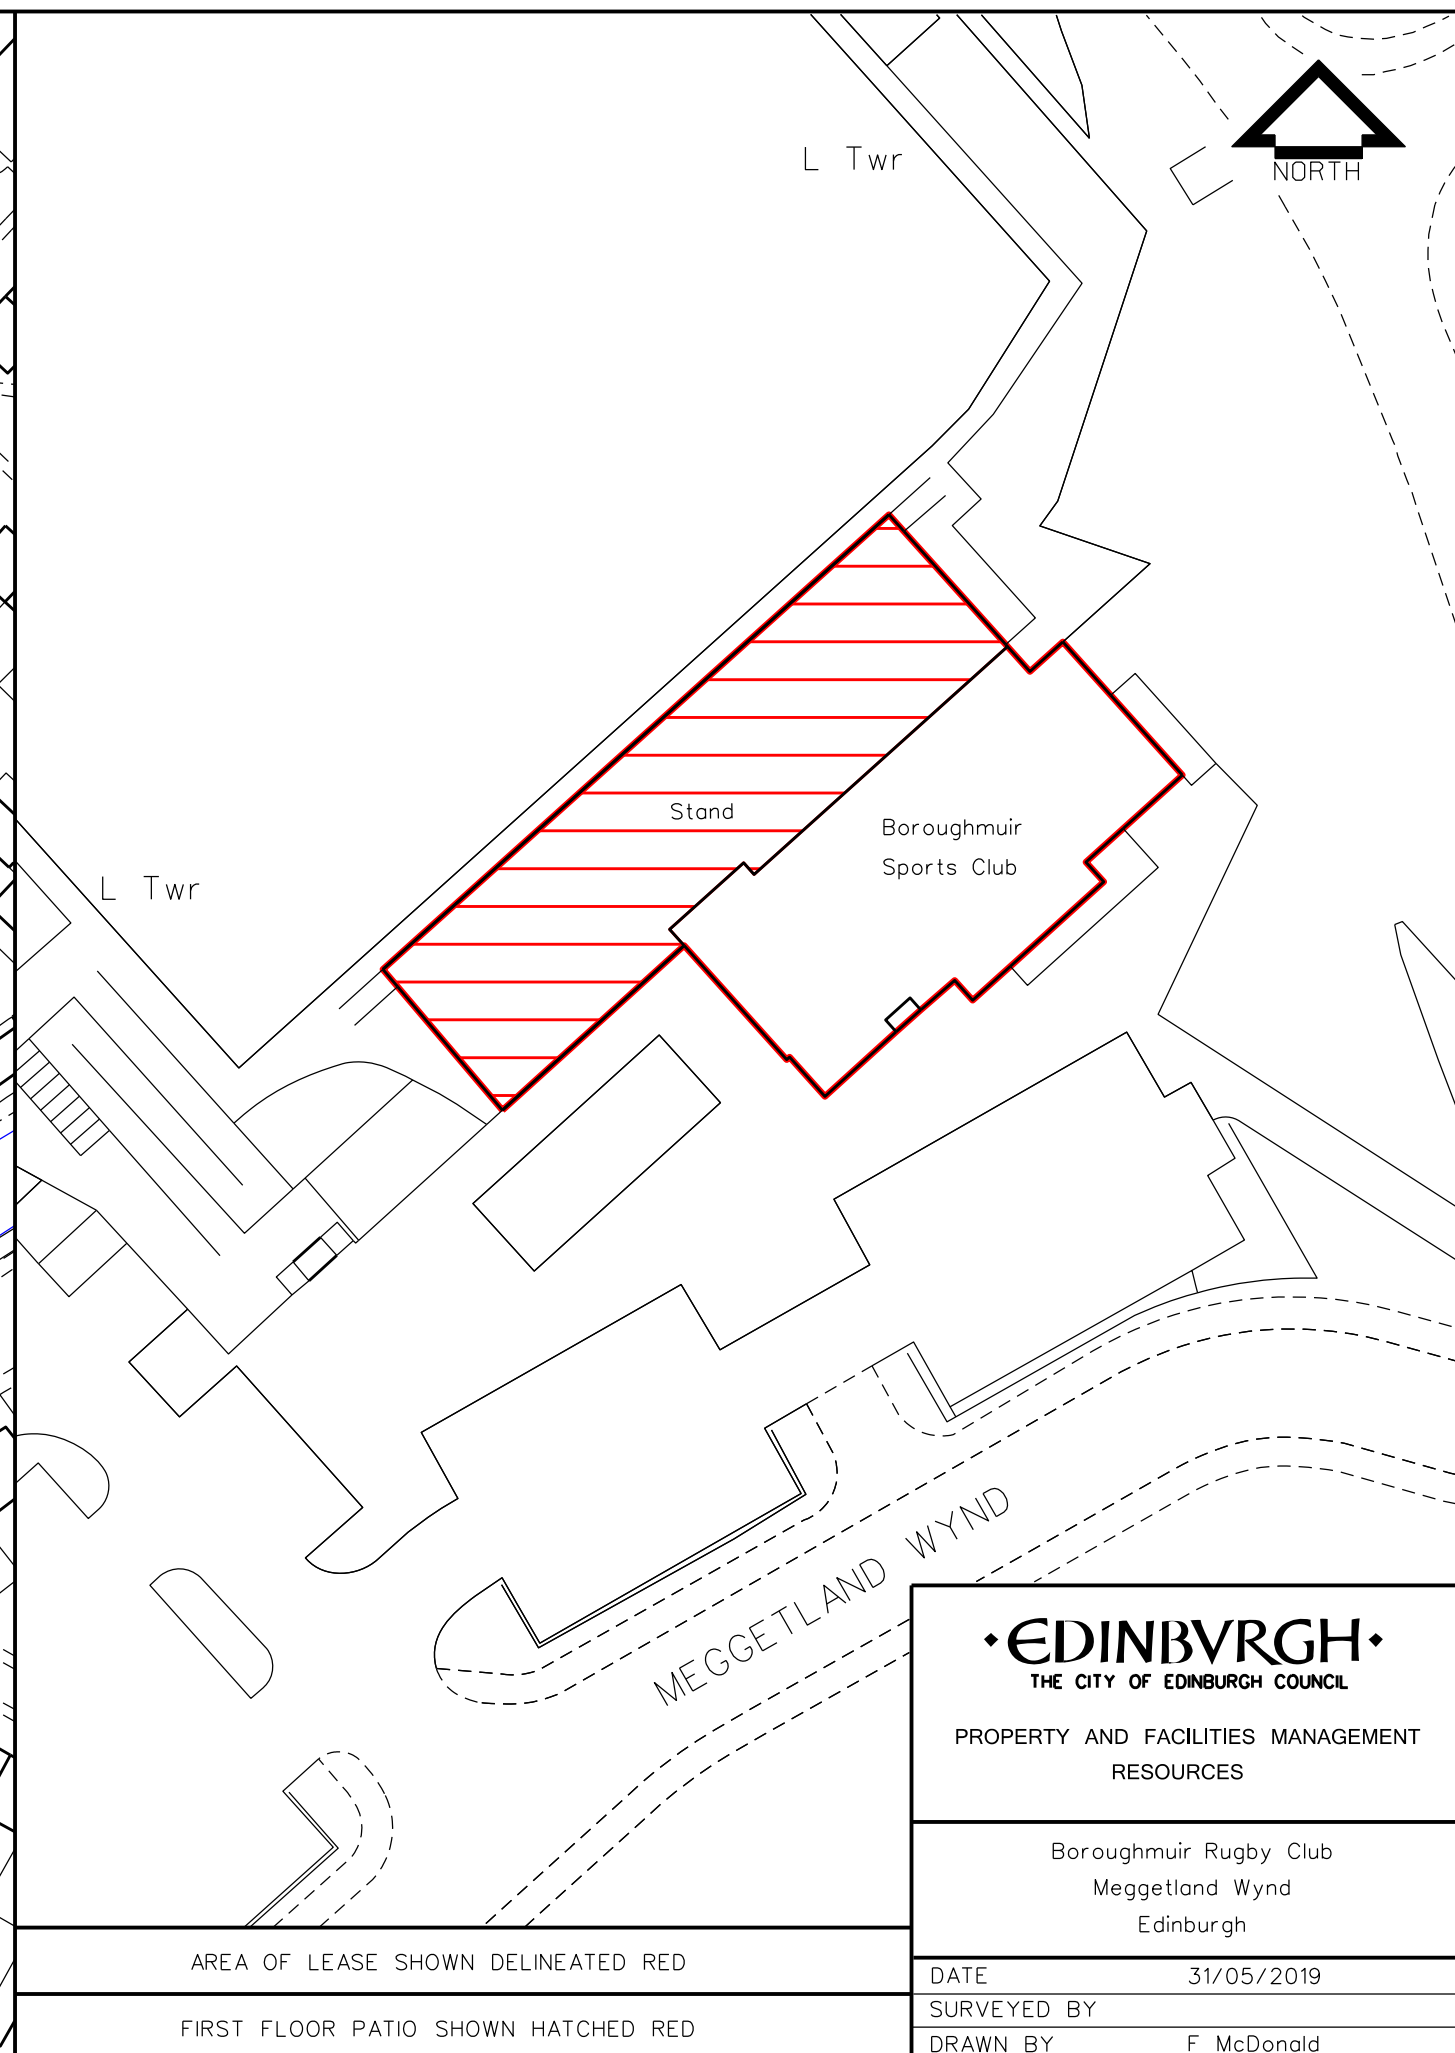 L Twr
NORTH
Stand
Boroughmuir
Sports Club
L Twr
MEGGETLAND WYND
EDINBVRGH
THE CITY OF EDINBURGH COUNCIL
PROPERTY AND FACILITIES MANAGEMENT
RESOURCES
Boroughmuir Rugby Club
Meggetland Wynd
Edinburgh
AREA OF LEASE SHOWN DELINEATED RED
FIRST FLOOR PATIO SHOWN HATCHED RED
DATE 31/05/2019
SURVEYED BY
DRAWN BY F McDonald